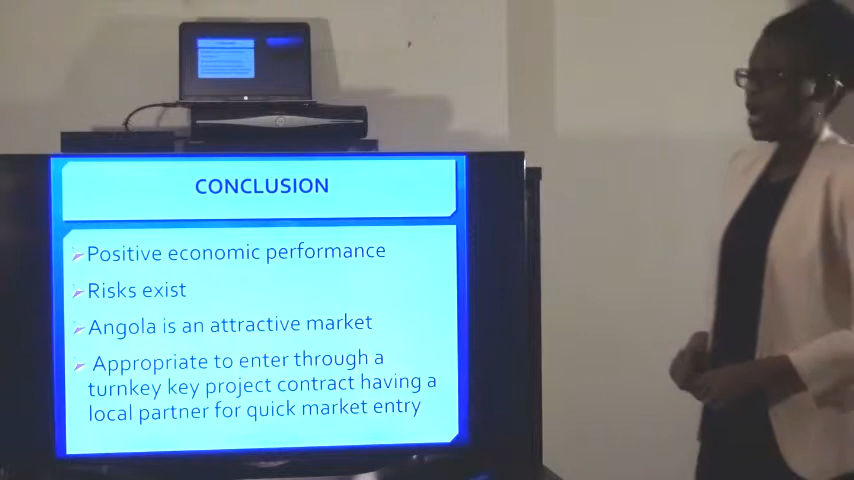 CONCLUSION
Positive economic performance
Risks exist
Angola is an attractive market
Appropriate to enter through a
turnkey key project contract having a
local partner for quick market entry